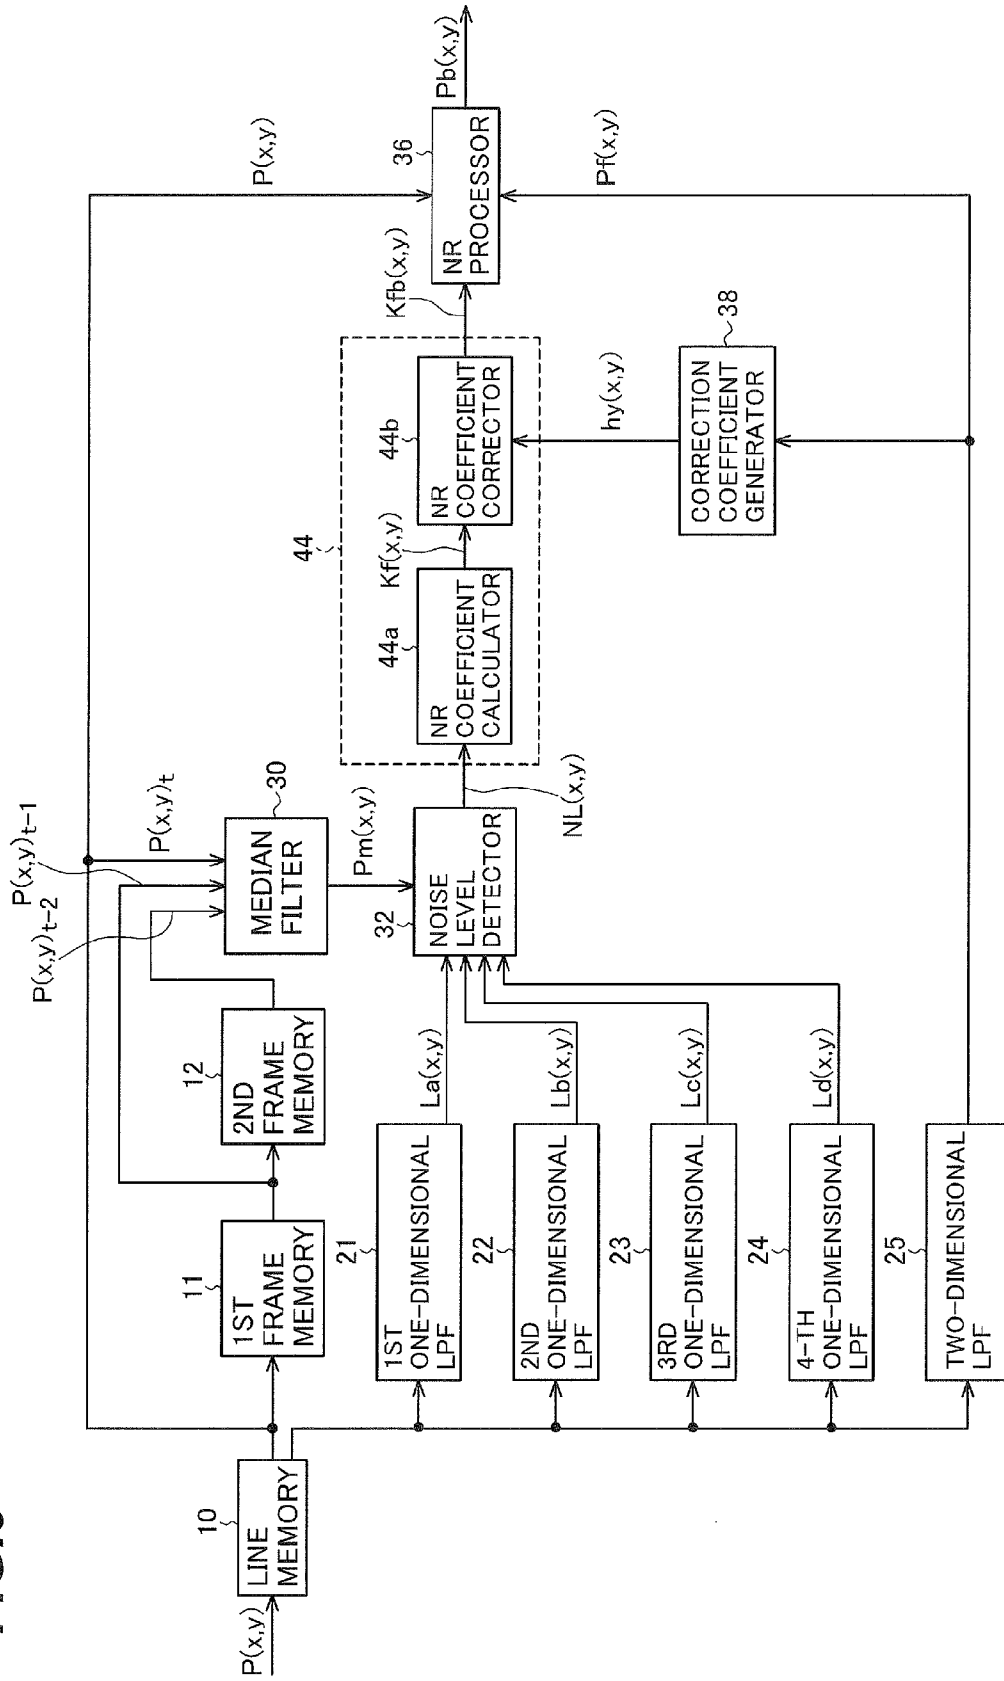 P(x,y)
10
LINE
MEMORY
11
1ST
FRAME
MEMORY
12
2ND
FRAME
MEMORY
P(x,y)t-2
P(x,y)t-1
P(x,y)t
30
MEDIAN
FILTER
Pm(x,y)
21
1ST
ONE-DIMENSIONAL
LPF
La(x,y)
22
2ND
ONE-DIMENSIONAL
LPF
Lb(x,y)
23
3RD
ONE-DIMENSIONAL
LPF
Lc(x,y)
24
4-TH
ONE-DIMENSIONAL
LPF
Ld(x,y)
25
TWO-DIMENSIONAL
LPF
32
NOISE
LEVEL
DETECTOR
NL(x,y)
44
44a
NR
COEFFICIENT
CALCULATOR
Kf(x,y)
44b
NR
COEFFICIENT
CORRECTOR
Kfb(x,y)
hy(x,y)
38
CORRECTION
COEFFICIENT
GENERATOR
P(x,y)
36
NR
PROCESSOR
Pf(x,y)
Pb(x,y)